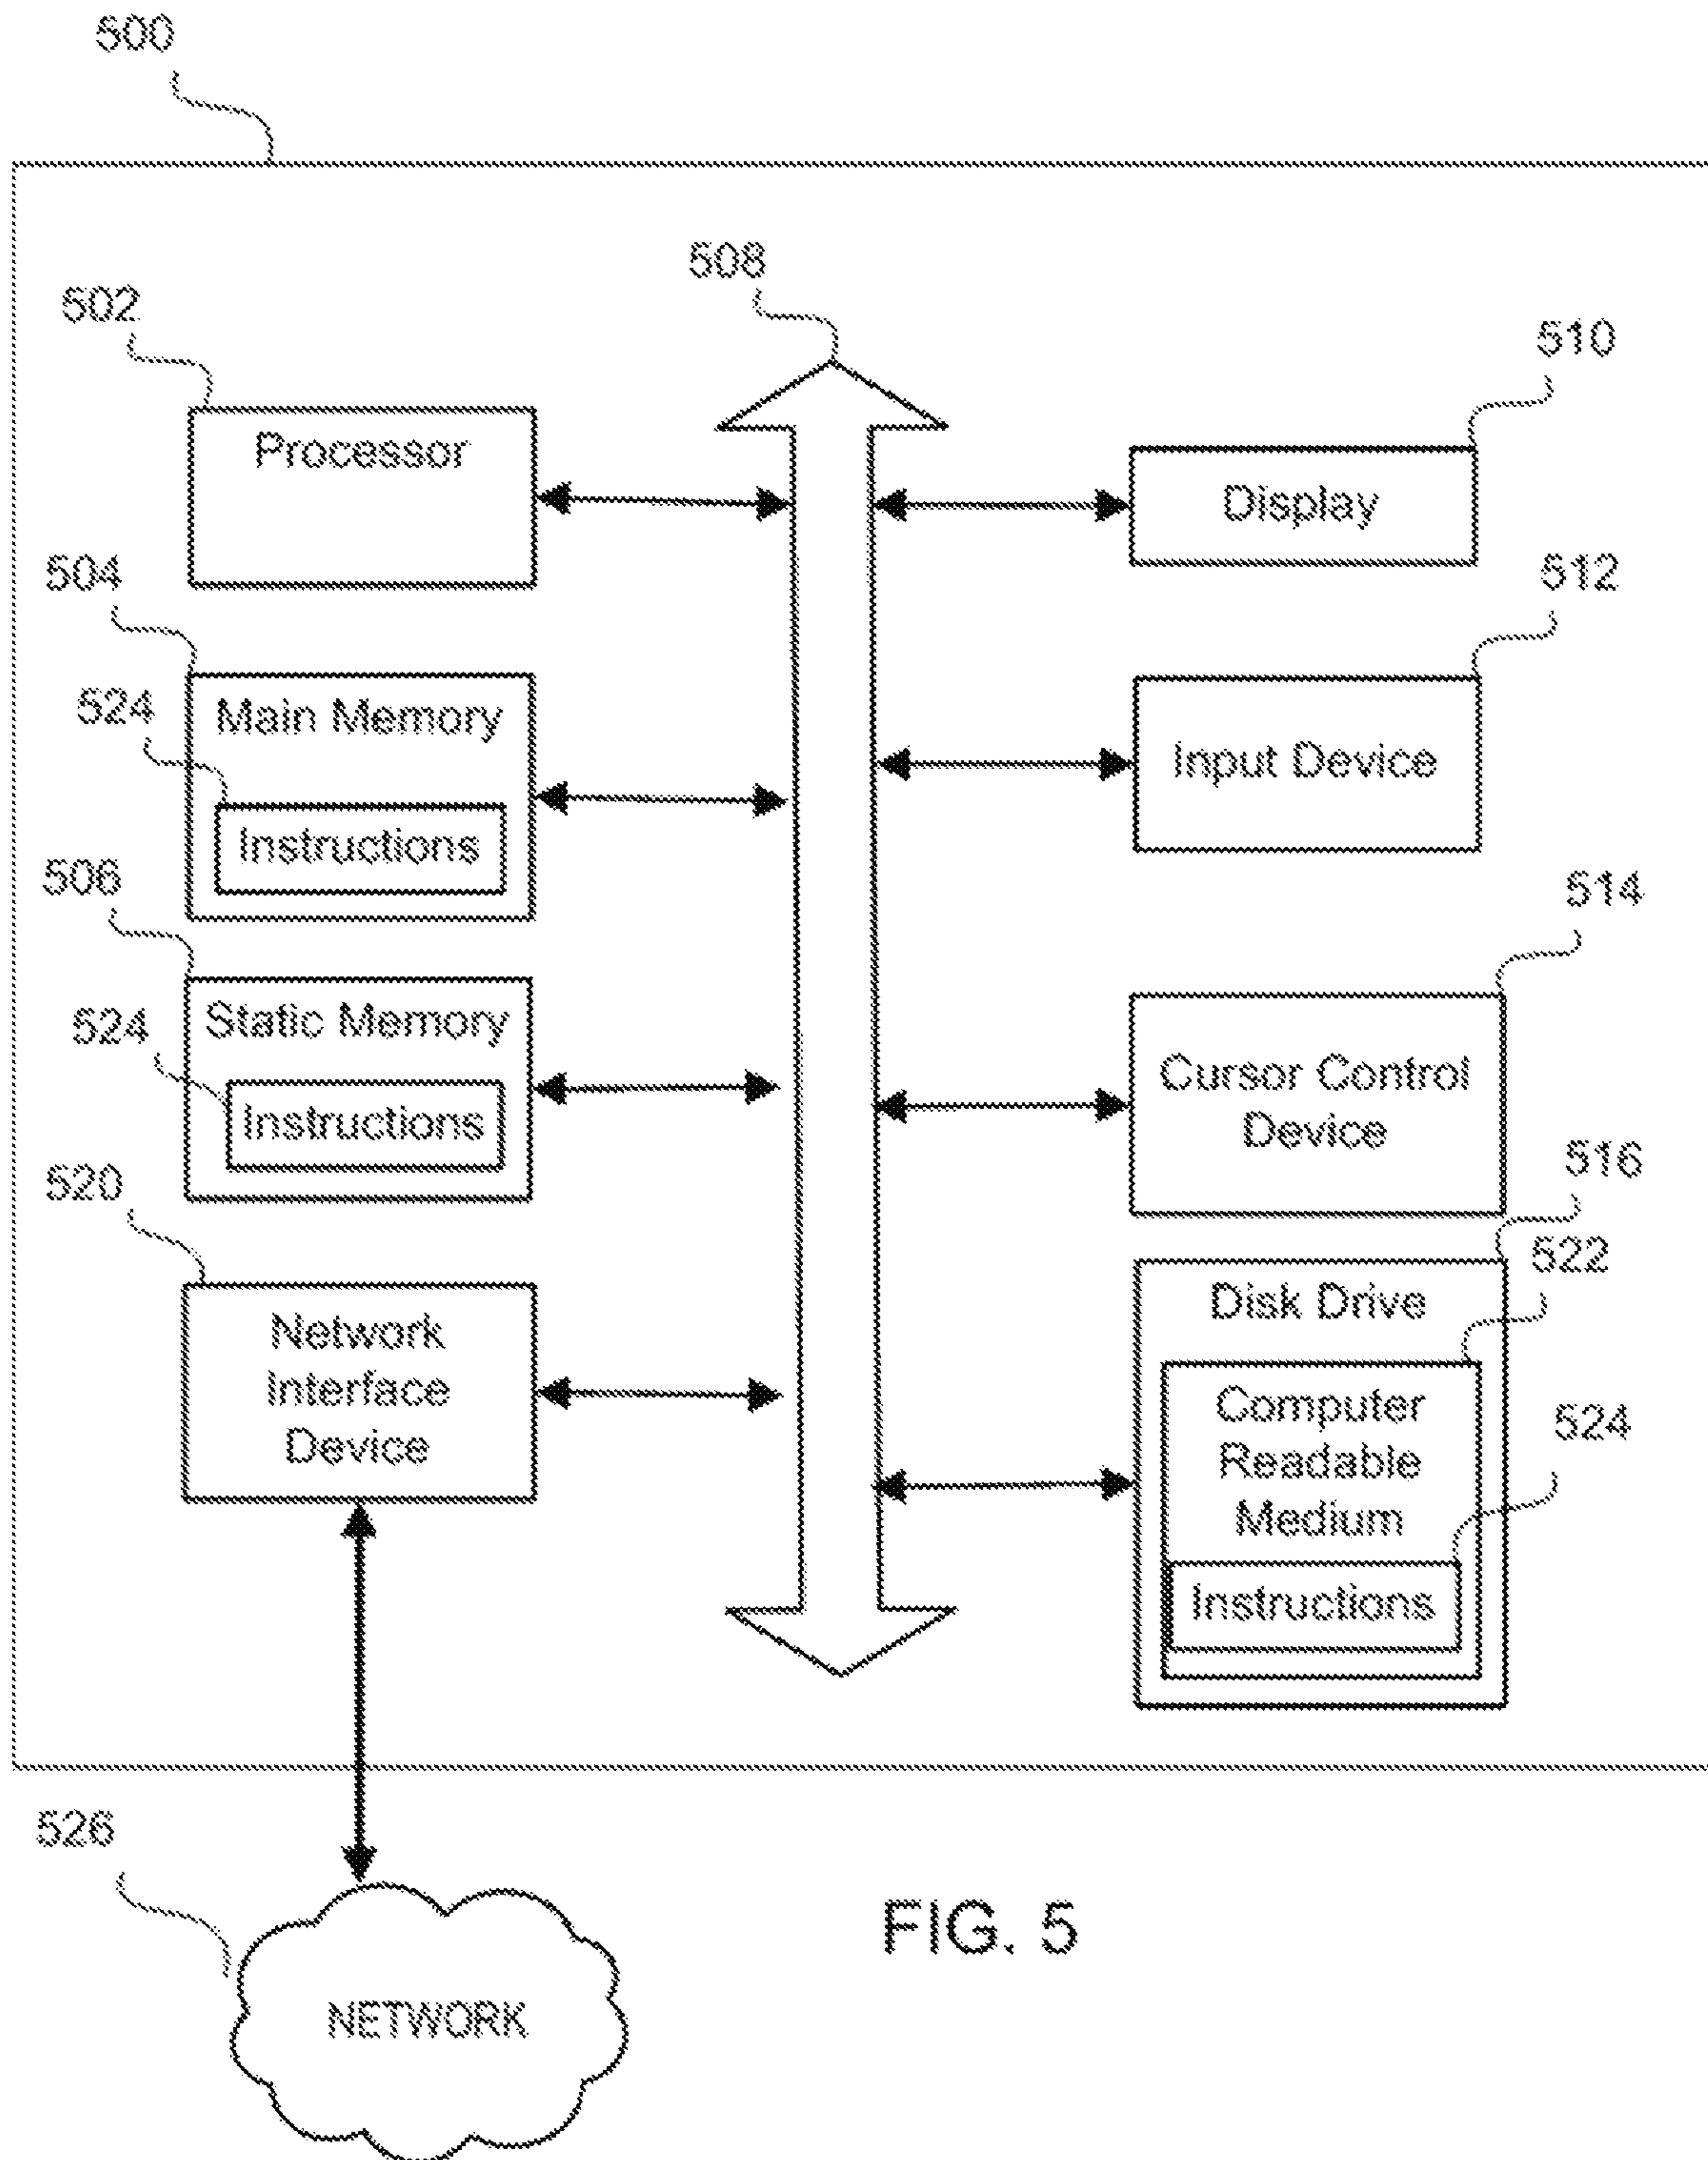 500
508
502
510
Processor
Display
504
512
524
Main Memory
Input Device
Instructions
506
514
Static Memory
524
Cursor Control
Device
Instructions
516
520
522
Disk Drive
Network
Interface
Device
Computer
Readable
Medium
524
Instructions
526
FIG. 5
NETWORK